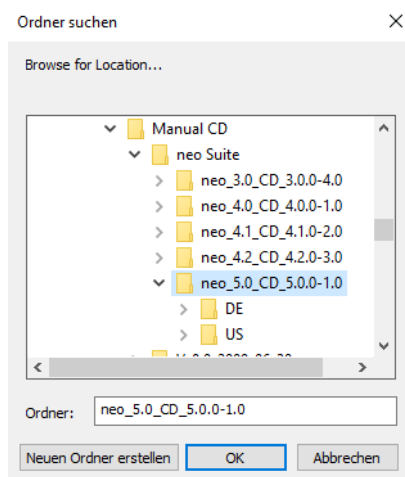 Ordner suchen
Browse for Location...
Manual CD
neo Suite
neo_3.0_CD_3.0.0-4.0
neo_4.0_CD_4.0.0-1.0
neo_4.1_CD_4.1.0-2.0
neo_4.2_CD_4.2.0-3.0
neo_5.0_CD_5.0.0-1.0
DE
US
Ordner: neo_5.0_CD_5.0.0-1.0
Neuen Ordner erstellen OK Abbrechen